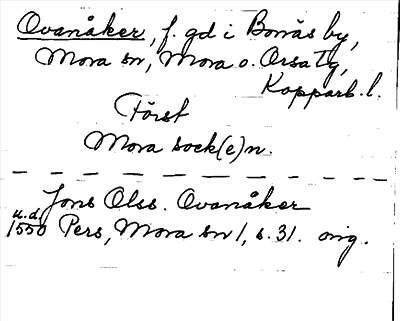 Ovanåker, f. gd i Bonäs by,
Mora sn, Mora o. Orsa tg,
Kopparb. l.
Först
Mora sock(e)n.
Jons Olss. Ovanåker
u.d. 1550 Pers, Mora sn 1, s. 31. orig.